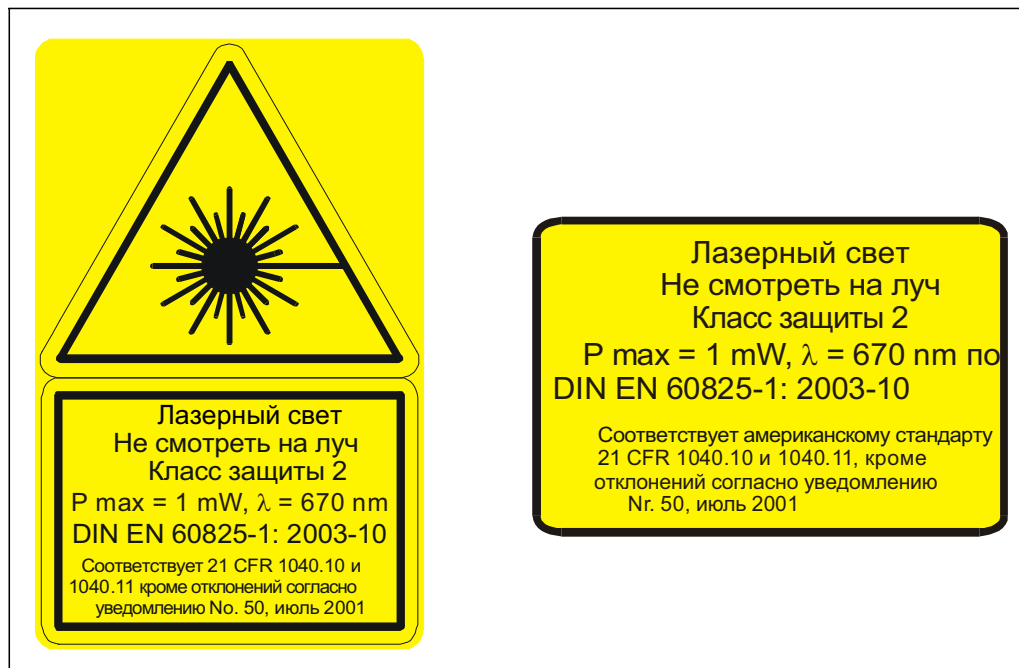 Лазерный свет
Не смотреть на луч
Класс защиты 2
P max = 1 mW, λ = 670 nm
DIN EN 60825-1: 2003-10
Соответствует 21 CFR 1040.10 и
1040.11 кроме отклонений согласно
уведомлению No. 50, июль 2001
Лазерный свет
Не смотреть на луч
Класс защиты 2
P max = 1 mW, λ = 670 nm по
DIN EN 60825-1: 2003-10
Соответствует американскому стандарту
21 CFR 1040.10 и 1040.11, кроме
отклонений согласно уведомлению
Nr. 50, июль 2001